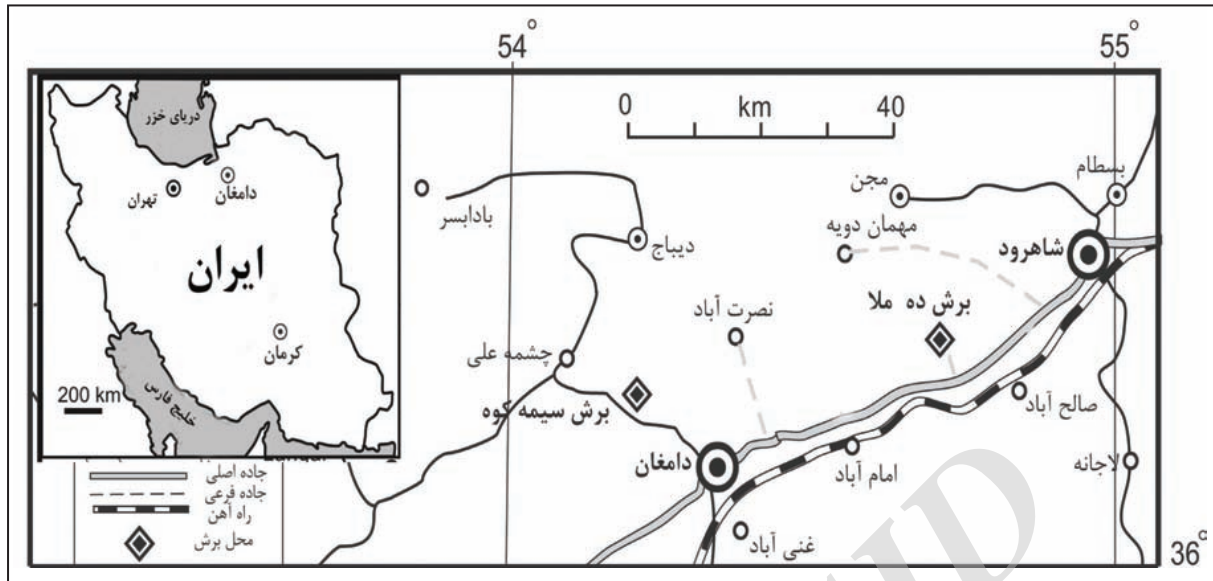 54°
55°
0 km 40
دریای خزر
تهران
دامغان
ایران
کرمان
خلیج فارس
200 km
بسطام
مجن
بادابسر
دیباج
مهمان دویه
شاهرود
برش ده ملا
نصرت آباد
چشمه علی
برش سیمه کوه
صالح آباد
دامغان
امام آباد
لاجانه
غنی آباد
جاده اصلی
جاده فرعی
راه آهن
محل برش
36°